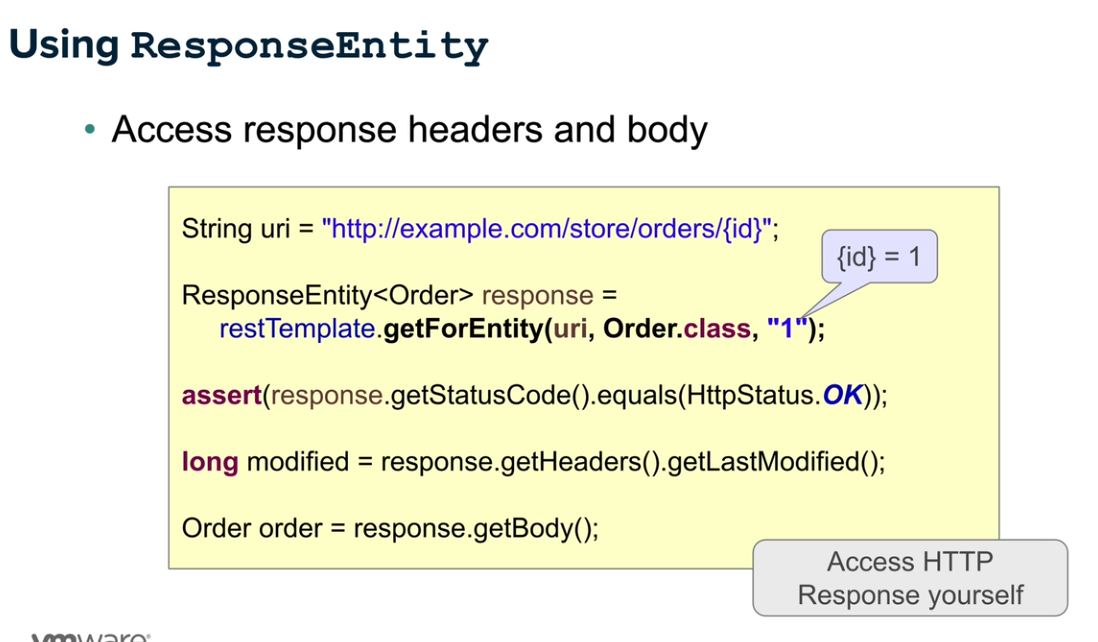 Using ResponseEntity
• Access response headers and body
String uri = "http://example.com/store/orders/{id}";
{id} = 1
ResponseEntity<Order> response =
restTemplate.getForEntity(uri, Order.class, "1");
assert(response.getStatusCode().equals(HttpStatus.OK));
long modified = response.getHeaders().getLastModified();
Order order = response.getBody();
Access HTTP
Response yourself
vmware®